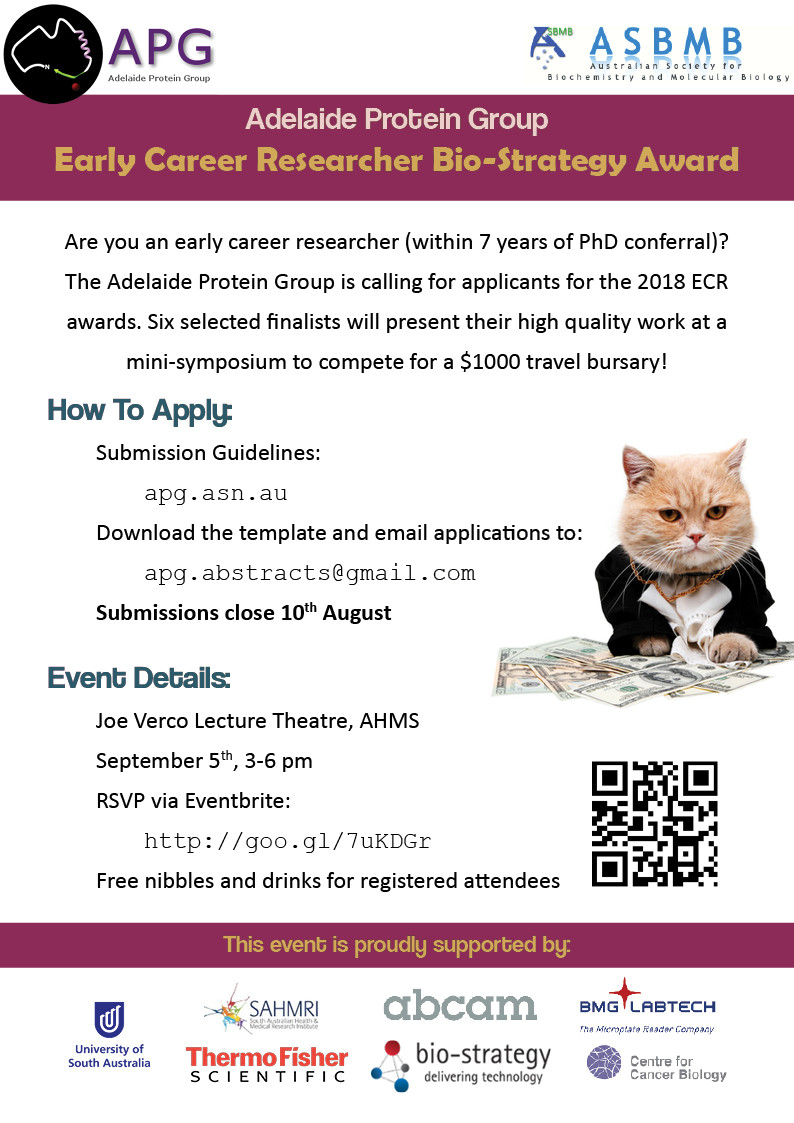 APG
Adelaide Protein Group
N
ASBMB
ASBMB
Australian Society for
Biochemistry and Molecular Biology
Adelaide Protein Group
Early Career Researcher Bio-Strategy Award
Are you an early career researcher (within 7 years of PhD conferral)?
The Adelaide Protein Group is calling for applicants for the 2018 ECR
awards. Six selected finalists will present their high quality work at a
mini-symposium to compete for a $1000 travel bursary!
How To Apply:
Submission Guidelines:
apg.asn.au
Download the template and email applications to:
apg.abstracts@gmail.com
Submissions close 10th August
Event Details:
Joe Verco Lecture Theatre, AHMS
September 5th, 3-6 pm
RSVP via Eventbrite:
http://goo.gl/7uKDGr
Free nibbles and drinks for registered attendees
This event is proudly supported by:
University of
South Australia
SAHMRI
South Australian Health &
Medical Research Institute
abcam
BMG LABTECH
The Microplate Reader Company
ThermoFisher
SCIENTIFIC
bio-strategy
delivering technology
Centre for
Cancer Biology